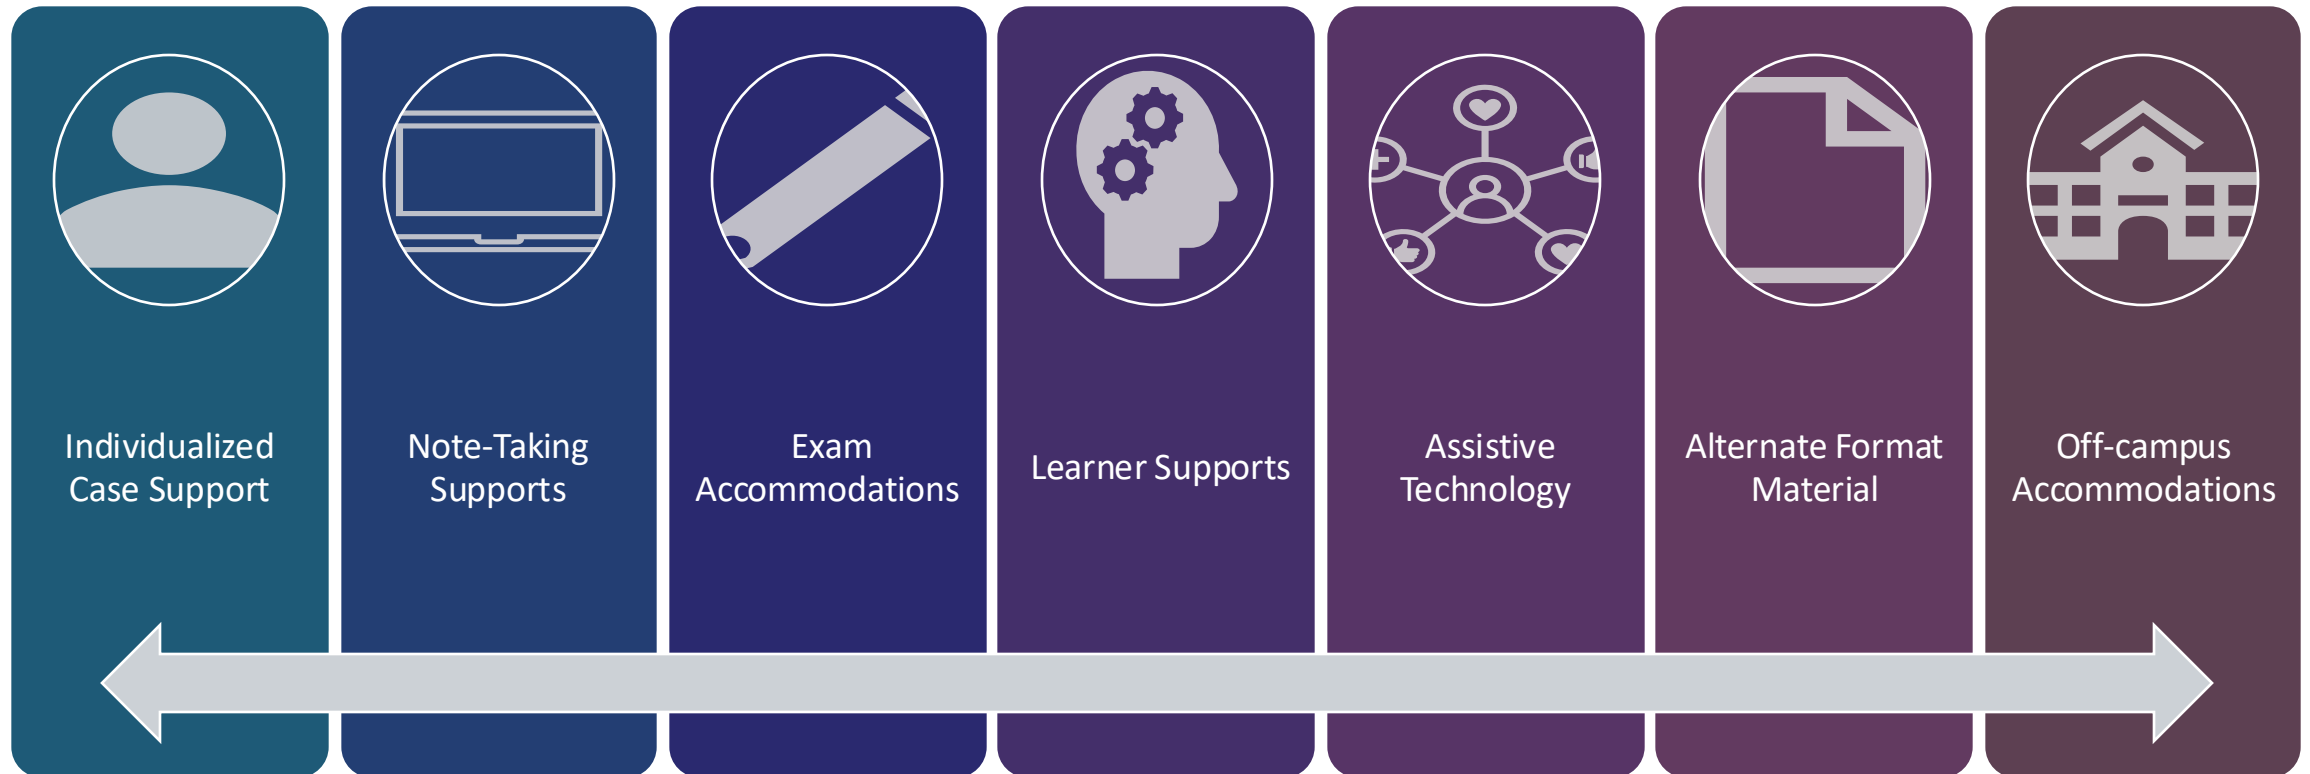 Individualized
Case Support
Note-Taking
Supports
Exam
Accommodations
Learner Supports
Assistive
Technology
Alternate Format
Material
Off-campus
Accommodations